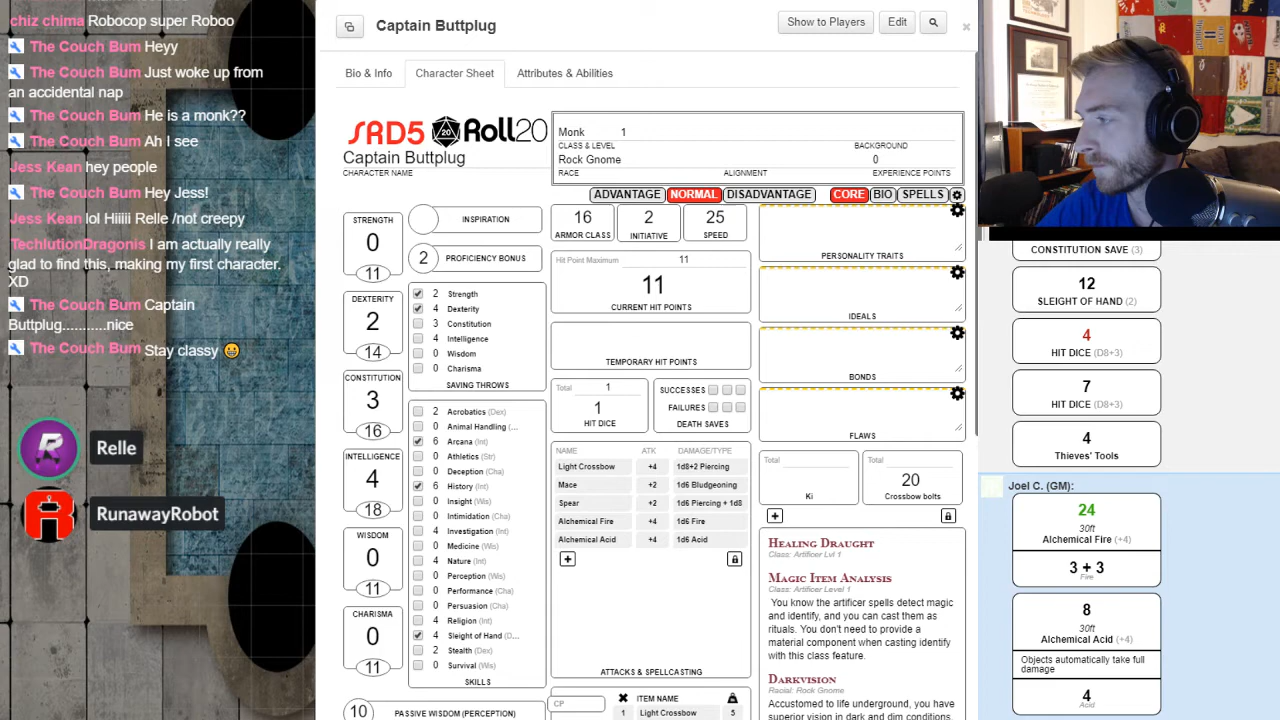 chiz chima Robocop super Roboo
The Couch Bum Heyy
The Couch Bum Just woke up from
an accidental nap
The Couch Bum He is a monk??
The Couch Bum Ah I see
Jess Kean hey people
The Couch Bum Hey Jess!
Jess Kean lol Hiiiii Relle /not creepy
TechlutionDragonis I am actually really
glad to find this, making my first character.
XD
The Couch Bum Captain
Buttplug...........nice
The Couch Bum Stay classy 😀
Relle
RunawayRobot
Captain Buttplug
Show to Players
Edit
Bio & Info
Character Sheet
Attributes & Abilities
SRD5 20 Roll20
Captain Buttplug
CHARACTER NAME
Monk 1
CLASS & LEVEL
BACKGROUND
Rock Gnome
0
RACE
ALIGNMENT
EXPERIENCE POINTS
ADVANTAGE NORMAL DISADVANTAGE
CORE BIO SPELLS
STRENGTH
0
11
DEXTERITY
2
14
CONSTITUTION
3
16
INTELLIGENCE
4
18
WISDOM
0
11
CHARISMA
0
11
INSPIRATION
2 PROFICIENCY BONUS
2 Strength
4 Dexterity
3 Constitution
4 Intelligence
0 Wisdom
0 Charisma
SAVING THROWS
2 Acrobatics (Dex)
0 Animal Handling (...
6 Arcana (Int)
0 Athletics (Str)
0 Deception (Cha)
6 History (Int)
0 Insight (Wis)
0 Intimidation (Cha)
4 Investigation (Int)
0 Medicine (Wis)
4 Nature (Int)
0 Perception (Wis)
0 Performance (Cha)
0 Persuasion (Cha)
4 Religion (Int)
4 Sleight of Hand (D...
2 Stealth (Dex)
0 Survival (Wis)
SKILLS
10 PASSIVE WISDOM (PERCEPTION)
16
ARMOR CLASS
2
INITIATIVE
25
SPEED
Hit Point Maximum 11
11
CURRENT HIT POINTS
TEMPORARY HIT POINTS
Total 1
1
HIT DICE
SUCCESSES
FAILURES
DEATH SAVES
NAME ATK DAMAGE/TYPE
Light Crossbow +4 1d8+2 Piercing
Mace +2 1d6 Bludgeoning
Spear +2 1d6 Piercing + 1d8
Alchemical Fire +4 1d6 Fire
Alchemical Acid +4 1d6 Acid
ATTACKS & SPELLCASTING
CP
ITEM NAME
1 Light Crossbow 5
PERSONALITY TRAITS
IDEALS
BONDS
FLAWS
Total
Ki
Total
20
Crossbow bolts
HEALING DRAUGHT
Class: Artificer Lvl 1
MAGIC ITEM ANALYSIS
Class: Artificer Level 1
You know the artificer spells detect magic
and identify, and you can cast them as
rituals. You don't need to provide a
material component when casting identify
with this class feature.
DARKVISION
Racial: Rock Gnome
Accustomed to life underground, you have
superior vision in dark and dim conditions.
CONSTITUTION SAVE (3)
12
SLEIGHT OF HAND (2)
4
HIT DICE (D8+3)
7
HIT DICE (D8+3)
4
Thieves' Tools
Joel C. (GM):
24
30ft
Alchemical Fire (+4)
3 + 3
Fire
8
30ft
Alchemical Acid (+4)
Objects automatically take full
damage
4
Acid